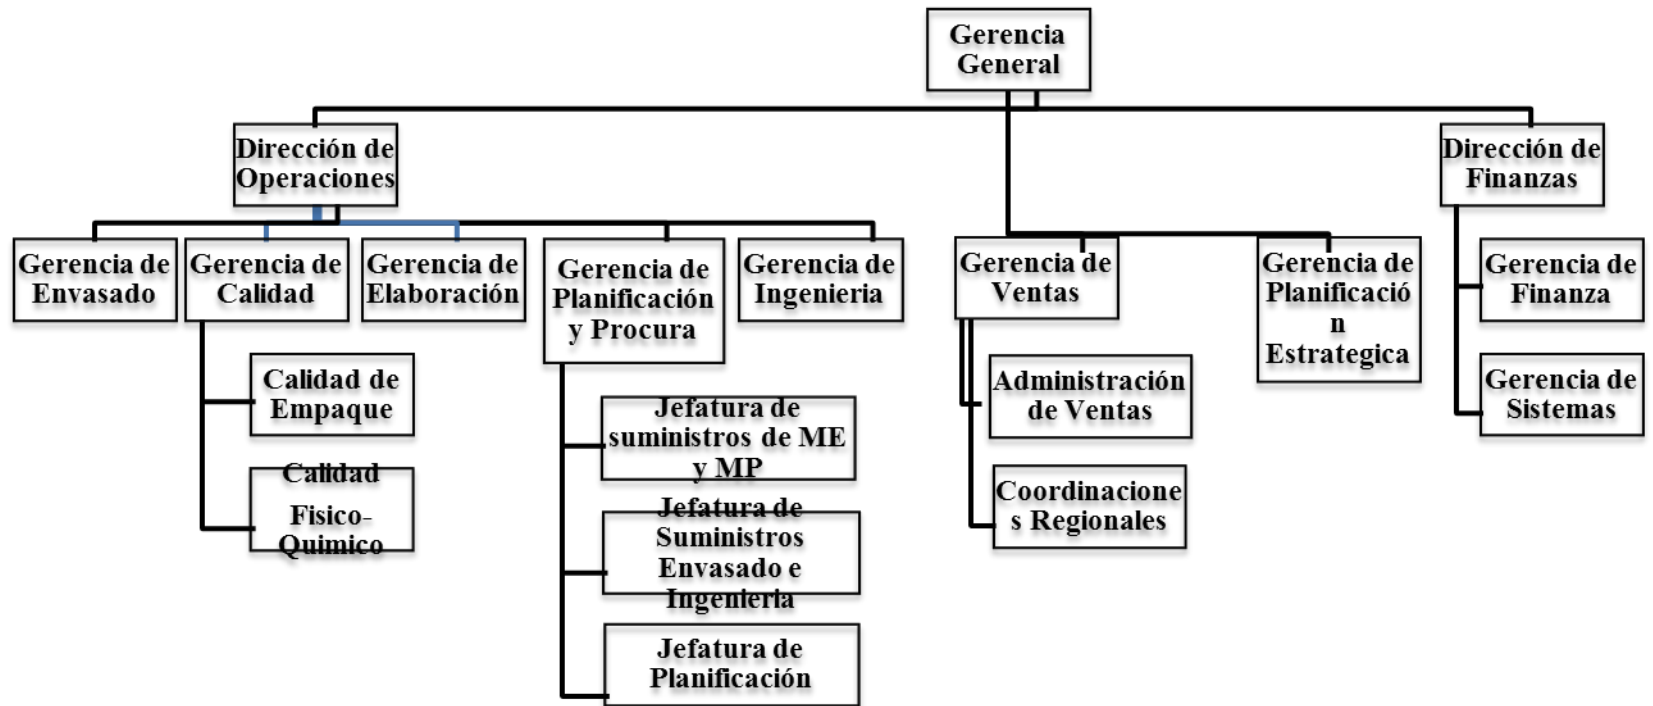 Gerencia
General
Dirección de
Operaciones
Dirección de
Finanzas
Gerencia de
Envasado
Gerencia de
Calidad
Gerencia de
Elaboración
Gerencia de
Planificación
y Procura
Gerencia de
Ingenieria
Gerencia de
Ventas
Gerencia de
Planificació
n
Estrategica
Gerencia de
Finanza
Calidad de
Empaque
Calidad
Fisico-
Quimico
Jefatura de
suministros de ME
y MP
Jefatura de
Suministros
Envasado e
Ingenieria
Jefatura de
Planificación
Administración
de Ventas
Coordinacione
s Regionales
Gerencia de
Sistemas